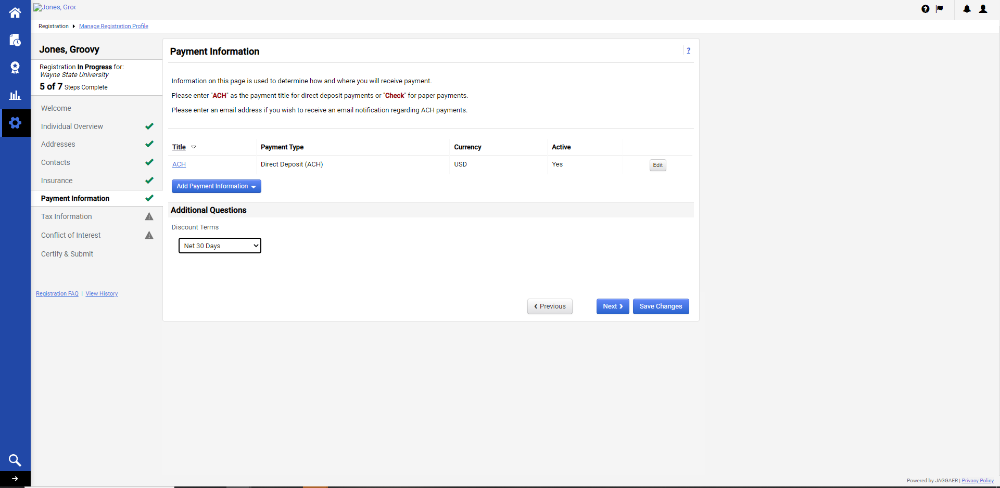 Jones, Groo
Registration Manage Registration Profile
Jones, Groovy
Registration In Progress for:
Wayne State University
5 of 7 Steps Complete
Welcome
Individual Overview
Addresses
Contacts
Insurance
Payment Information
Tax Information
Conflict of Interest
Certify & Submit
Registration FAQ | View History
Payment Information
?
Information on this page is used to determine how and where you will receive payment.
Please enter "ACH" as the payment title for direct deposit payments or "Check" for paper payments.
Please enter an email address if you wish to receive an email notification regarding ACH payments.
Title Payment Type Currency Active
ACH Direct Deposit (ACH) USD Yes Edit
Add Payment Information
Additional Questions
Discount Terms
Net 30 Days
‹ Previous Next › Save Changes
Powered by JAGGAER | Privacy Policy